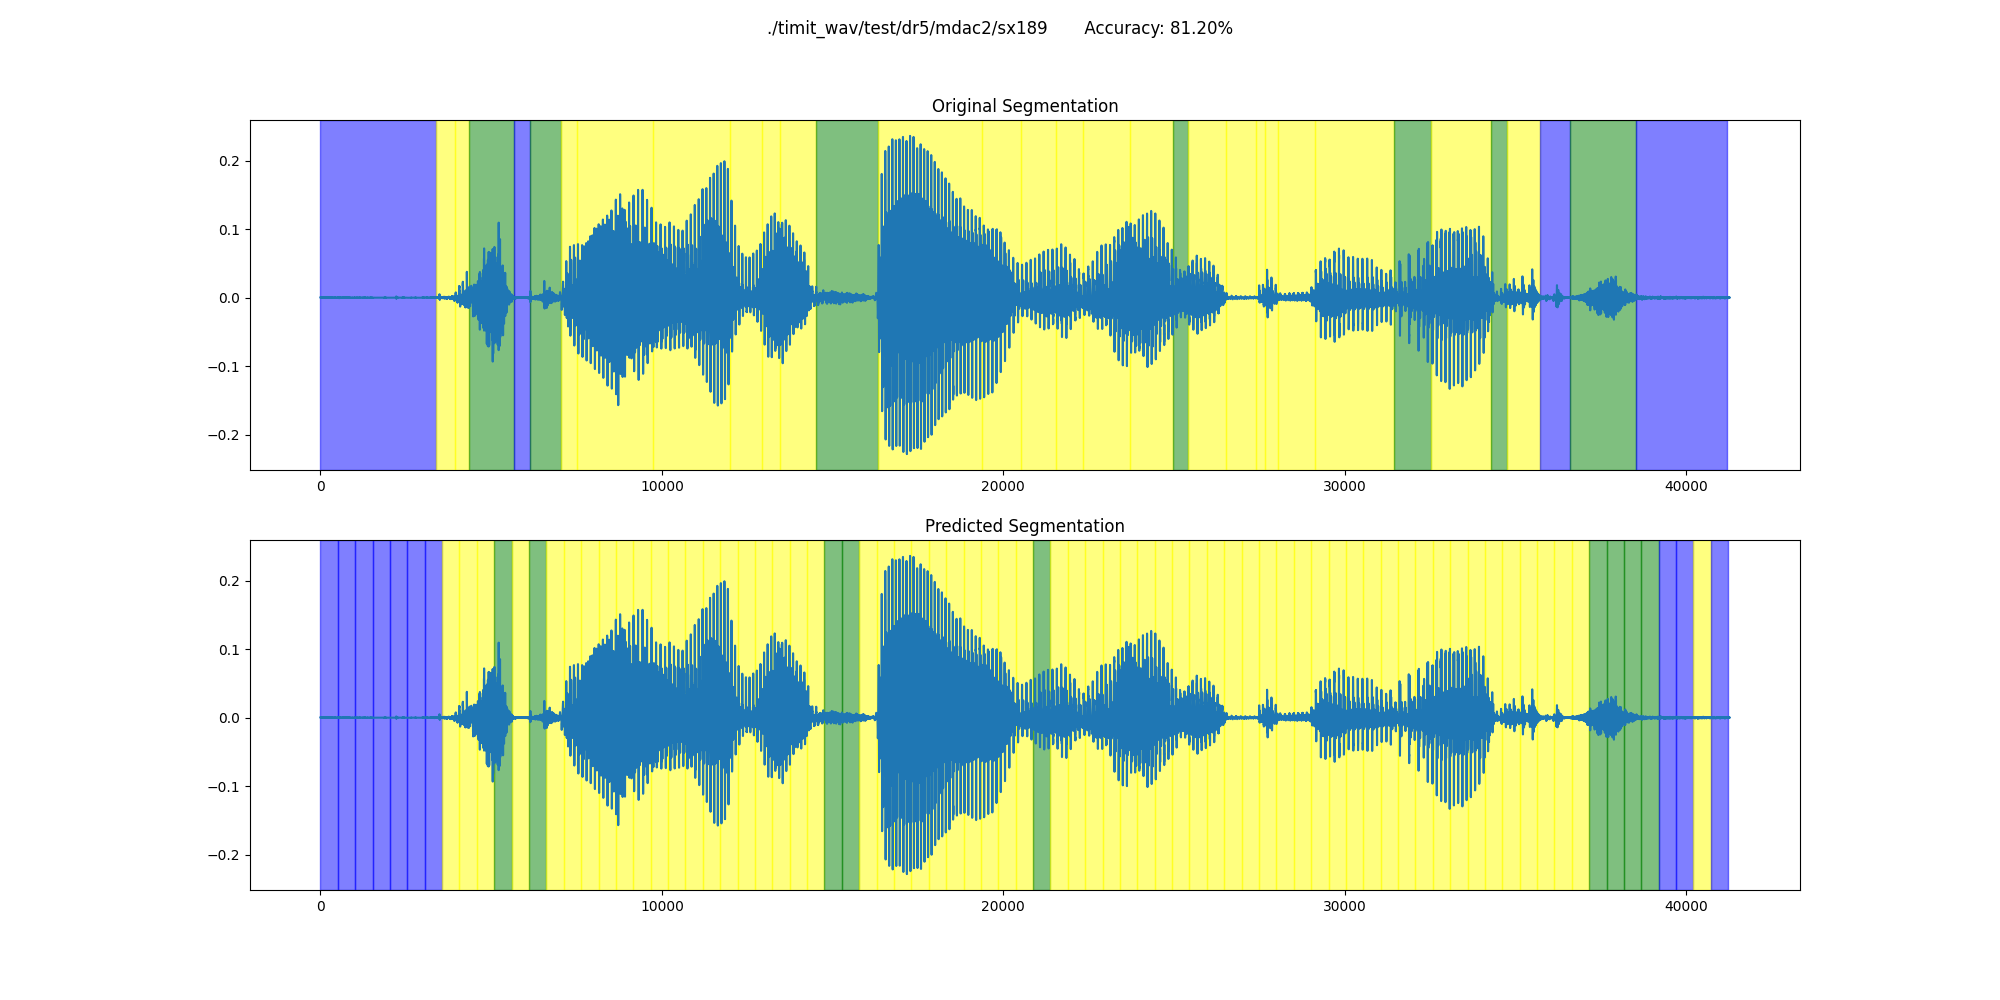 ./timit_wav/test/dr5/mdac2/sx189 Accuracy: 81.20%
Original Segmentation
0.2
0.1
0.0
−0.1
−0.2
0 10000 20000 30000 40000
Predicted Segmentation
0.2
0.1
0.0
−0.1
−0.2
0 10000 20000 30000 40000